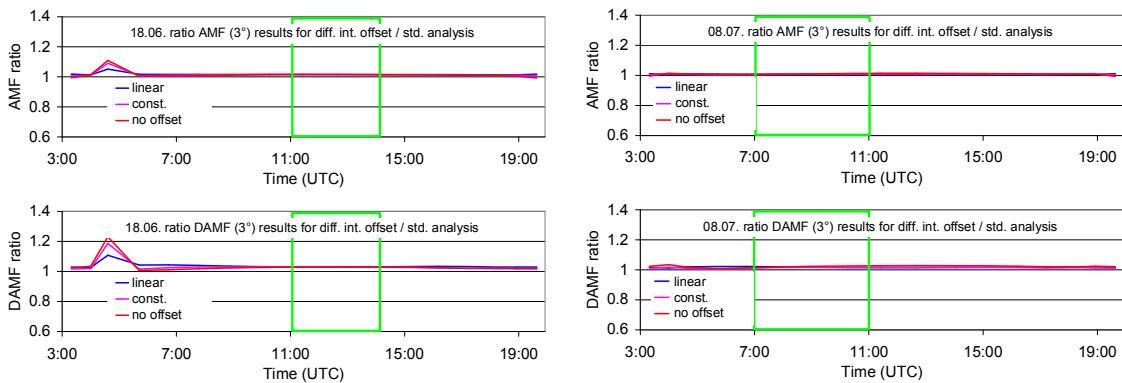 18.06. ratio AMF (3°) results for diff. int. offset / std. analysis
AMF ratio
1.4
1.2
1
0.8
0.6
linear
const.
no offset
3:00 7:00 11:00 15:00 19:00
Time (UTC)
08.07. ratio AMF (3°) results for diff. int. offset / std. analysis
AMF ratio
1.4
1.2
1
0.8
0.6
linear
const.
no offset
3:00 7:00 11:00 15:00 19:00
Time (UTC)
18.06. ratio DAMF (3°) results for diff. int. offset / std. analysis
DAMF ratio
1.4
1.2
1
0.8
0.6
linear
const.
no offset
3:00 7:00 11:00 15:00 19:00
Time (UTC)
08.07. ratio DAMF (3°) results for diff. int. offset / std. analysis
DAMF ratio
1.4
1.2
1
0.8
0.6
linear
const.
no offset
3:00 7:00 11:00 15:00 19:00
Time (UTC)